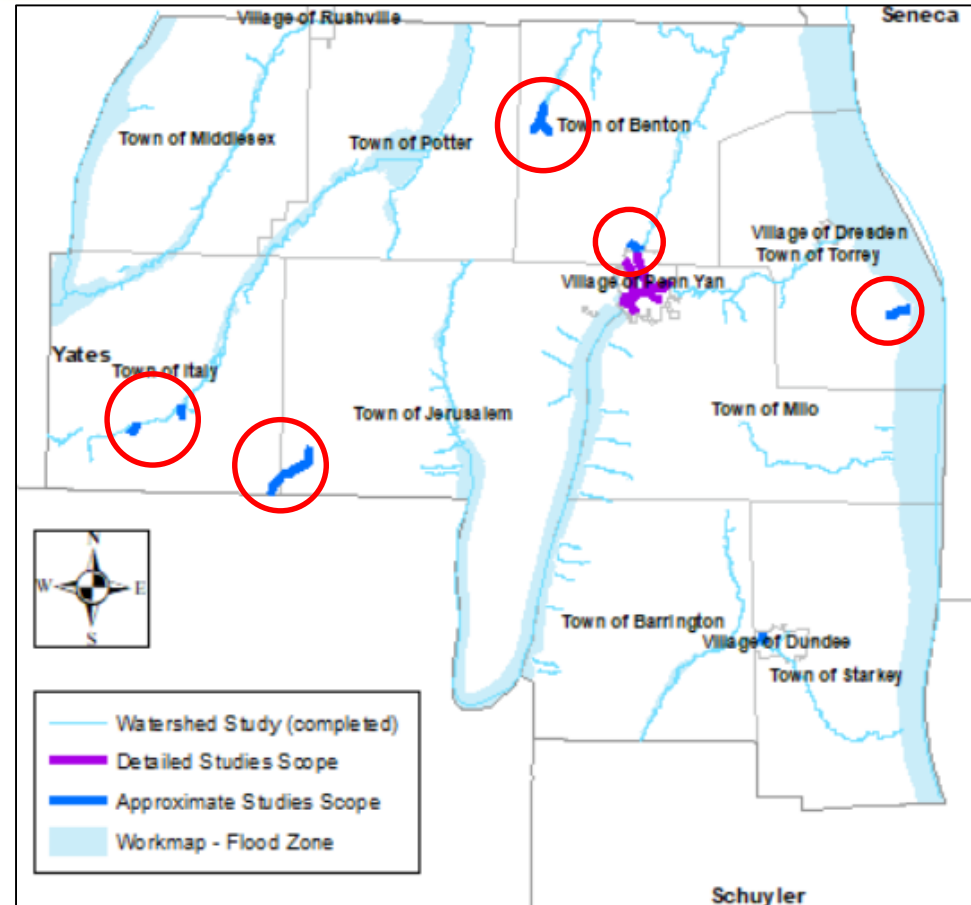 Village of Rushville
Seneca
Town of Middlesex
Town of Potter
Town of Benton
Village of Dresden
Town of Torrey
Village of Penn Yan
Yates
Town of Italy
Town of Jerusalem
Town of Milo
N
W
E
S
Town of Barrington
Village of Dundee
Town of Starkey
Watershed Study (completed)
Detailed Studies Scope
Approximate Studies Scope
Workmap - Flood Zone
Schuyler